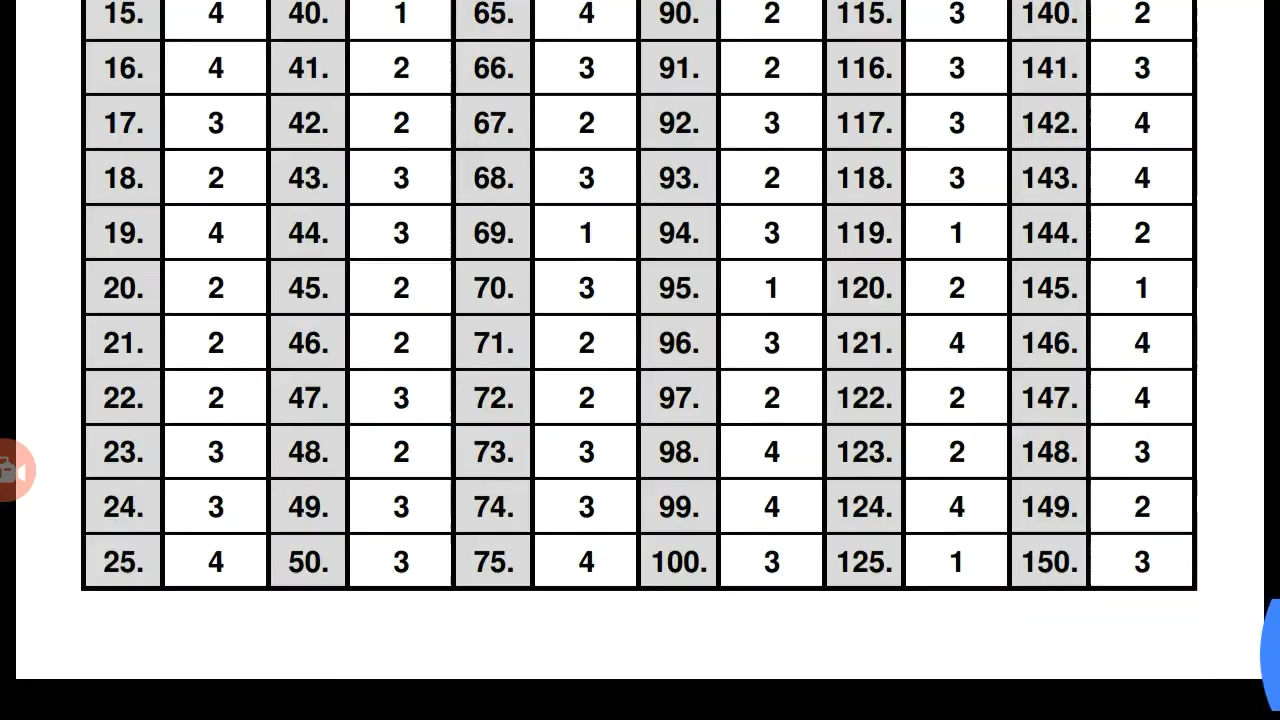 15. 4 40. 1 65. 4 90. 2 115. 3 140. 2
16. 4 41. 2 66. 3 91. 2 116. 3 141. 3
17. 3 42. 2 67. 2 92. 3 117. 3 142. 4
18. 2 43. 3 68. 3 93. 2 118. 3 143. 4
19. 4 44. 3 69. 1 94. 3 119. 1 144. 2
20. 2 45. 2 70. 3 95. 1 120. 2 145. 1
21. 2 46. 2 71. 2 96. 3 121. 4 146. 4
22. 2 47. 3 72. 2 97. 2 122. 2 147. 4
23. 3 48. 2 73. 3 98. 4 123. 2 148. 3
24. 3 49. 3 74. 3 99. 4 124. 4 149. 2
25. 4 50. 3 75. 4 100. 3 125. 1 150. 3